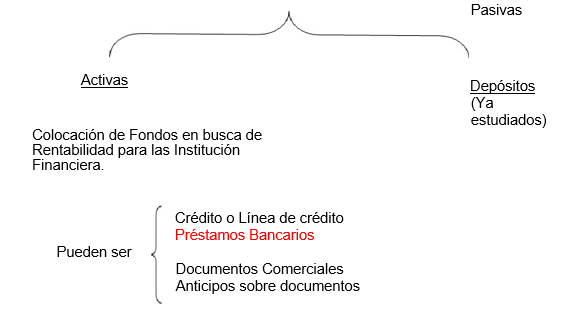 Pasivas
Activas
Depósitos
(Ya
estudiados)
Colocación de Fondos en busca de
Rentabilidad para las Institución
Financiera.
Pueden ser
Crédito o Línea de crédito
Préstamos Bancarios
Documentos Comerciales
Anticipos sobre documentos